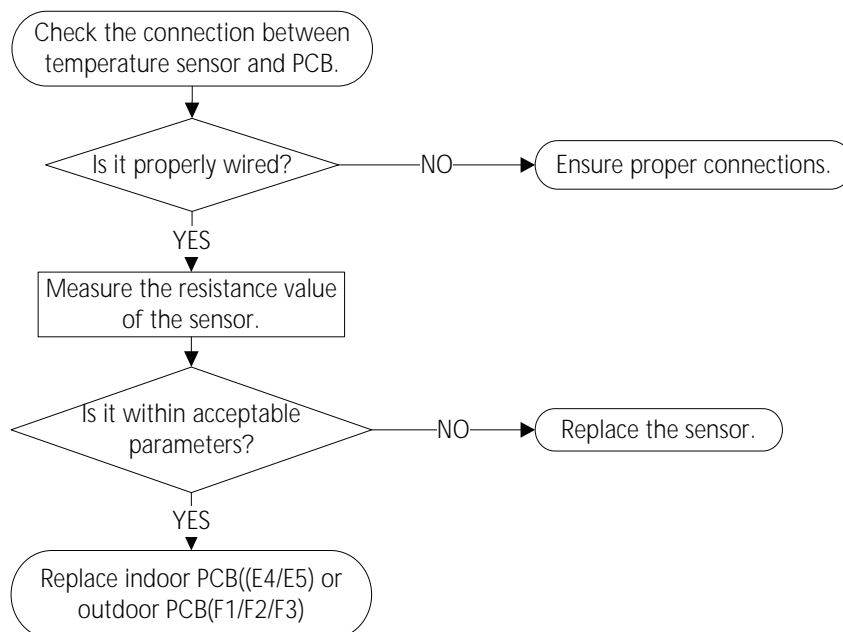 Check the connection between
temperature sensor and PCB.
Is it properly wired?
NO
Ensure proper connections.
YES
Measure the resistance value
of the sensor.
Is it within acceptable
parameters?
NO
Replace the sensor.
YES
Replace indoor PCB((E4/E5) or
outdoor PCB(F1/F2/F3)